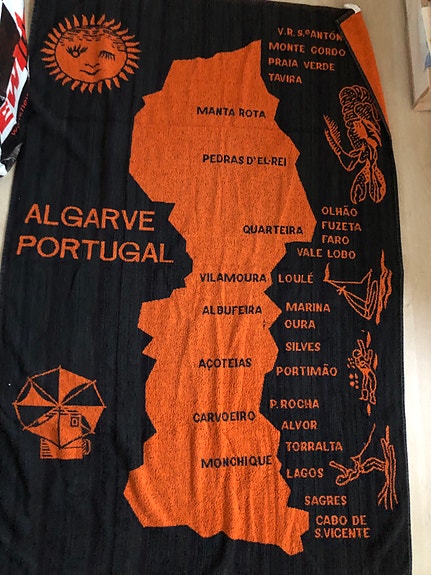 V.R. S.ᵒANTÓN
MONTE GORDO
PRAIA VERDE
TAVIRA
MANTA ROTA
PEDRAS D'EL-REI
ALGARVE
PORTUGAL
OLHÃO
FUZETA
QUARTEIRA
FARO
VALE LOBO
VILAMOURA
LOULÉ
ALBUFEIRA
MARINA
OURA
SILVES
AÇOTEIAS
PORTIMÃO
P. ROCHA
CARVOEIRO
ALVOR
TORRALTA
MONCHIQUE
LAGOS
SAGRES
CABO DE
S.VICENTE